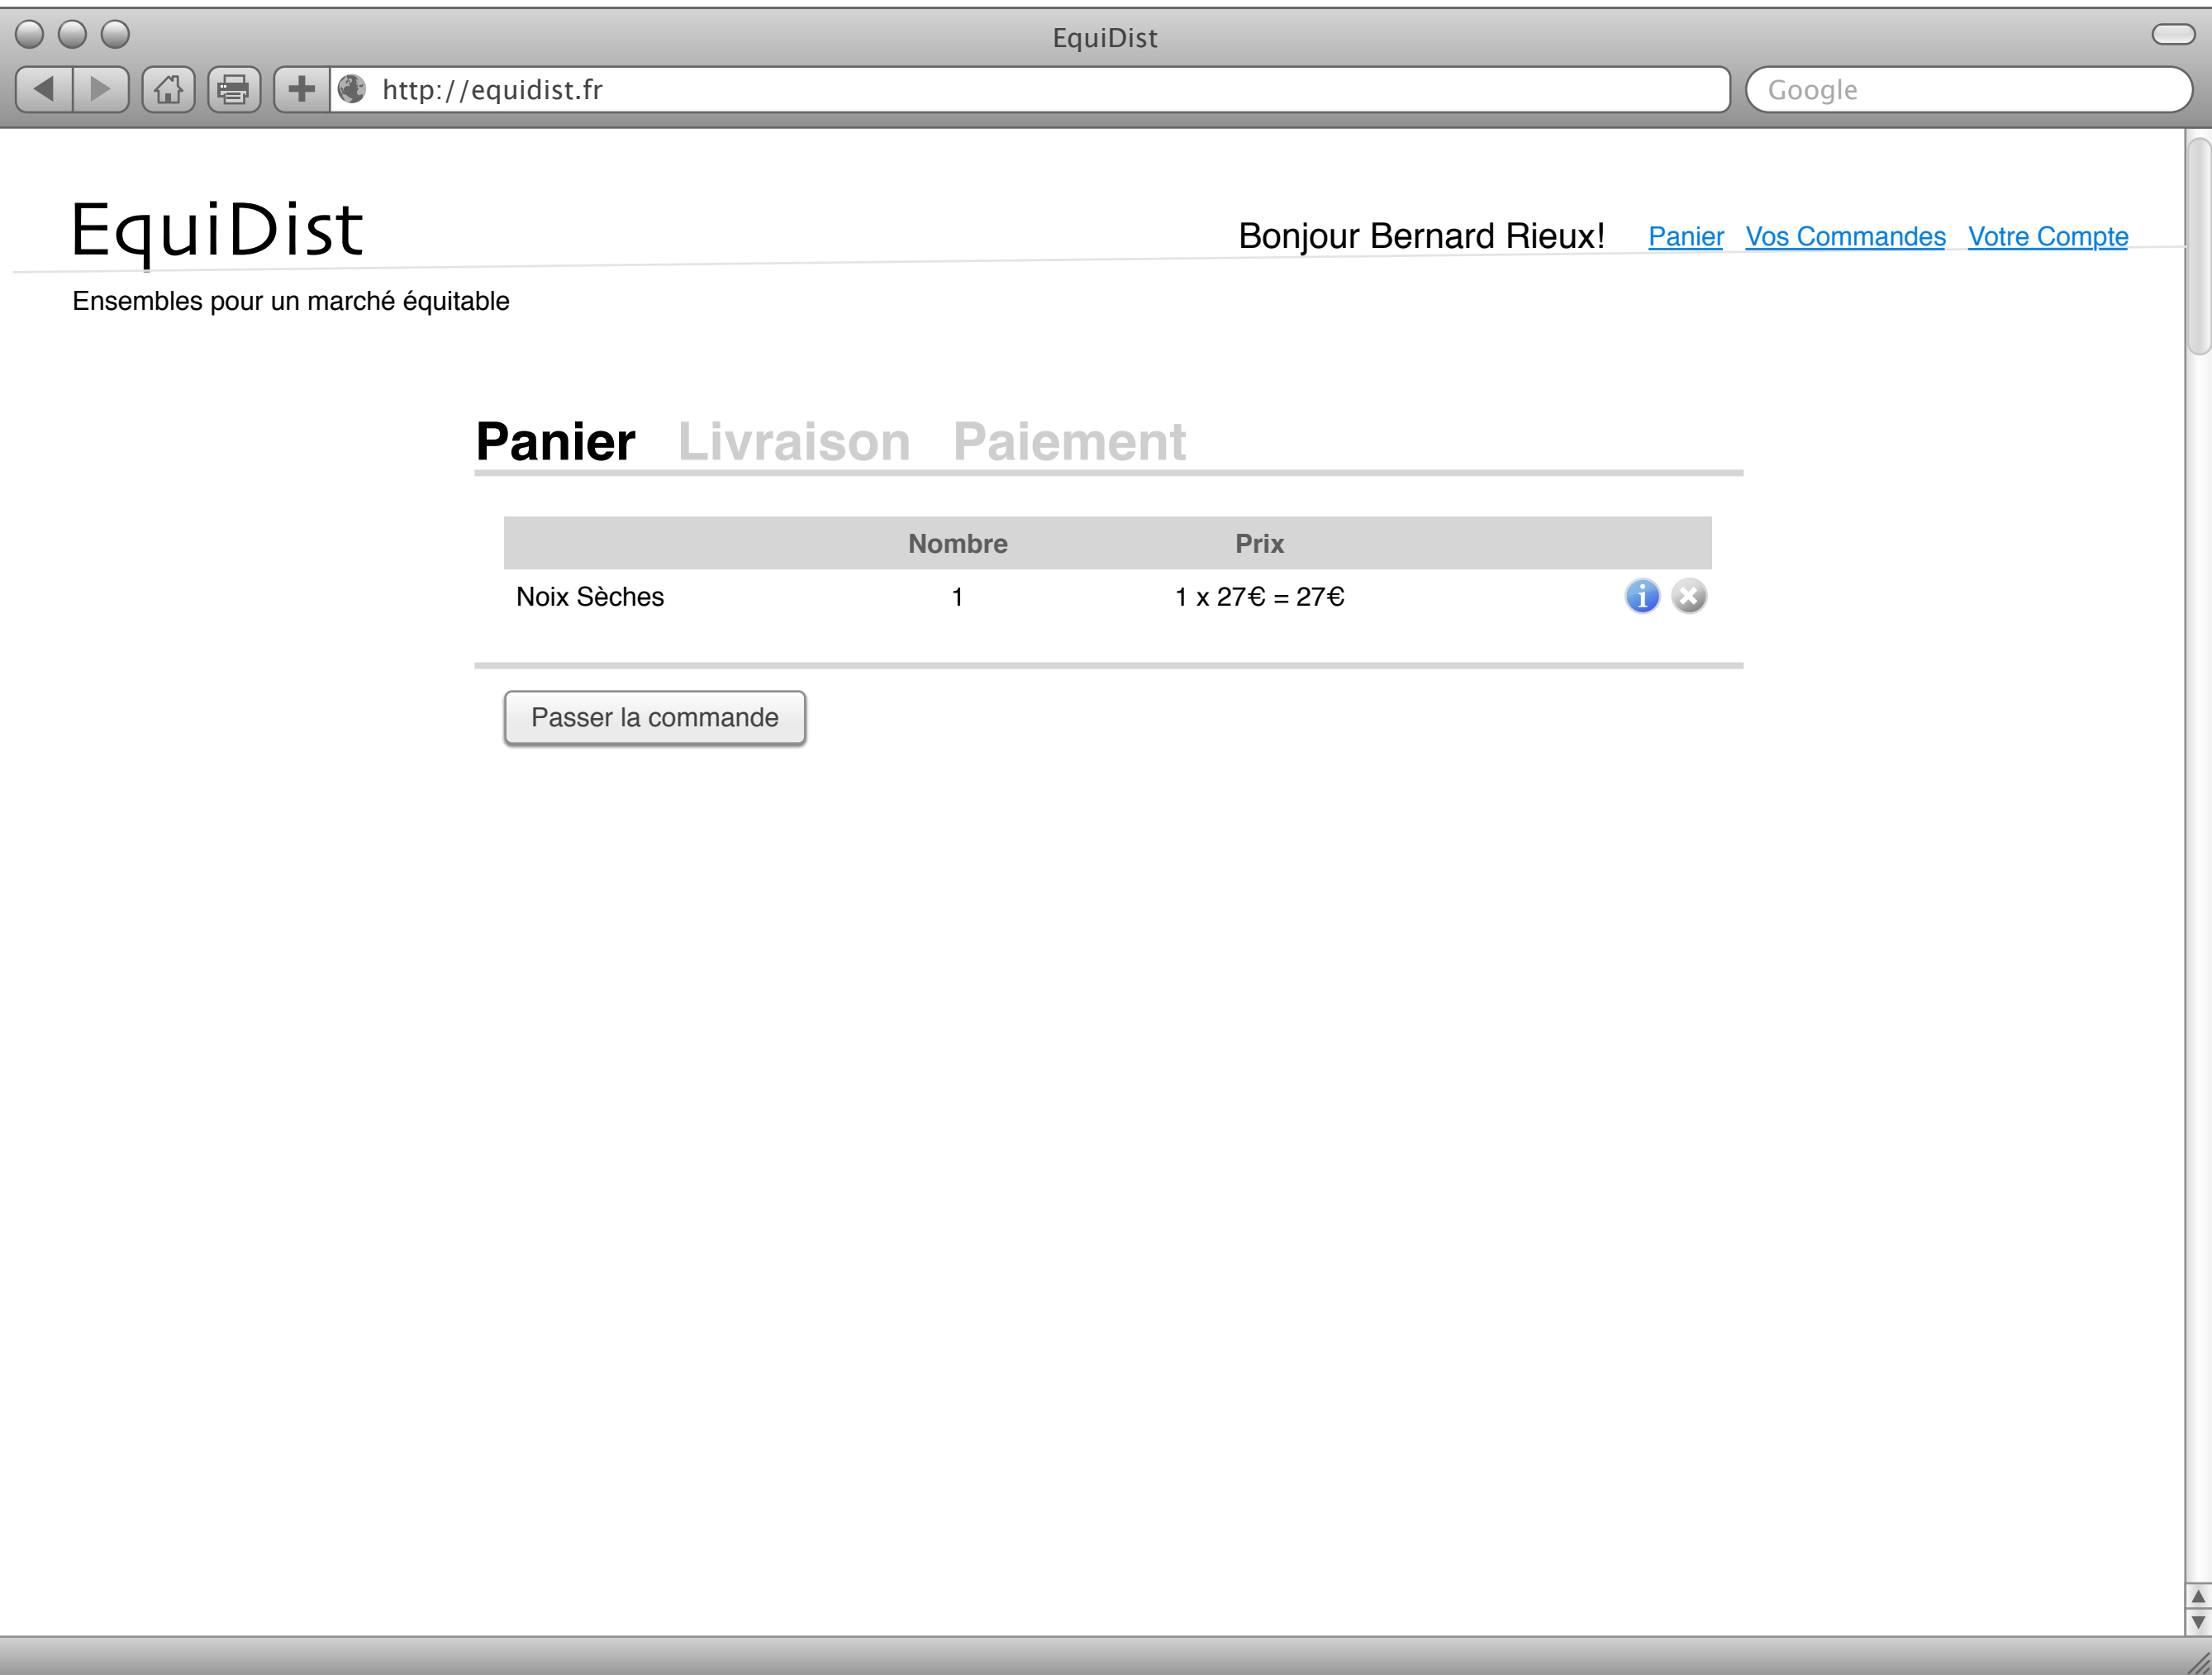 EquiDist
http://equidist.fr
Google
EquiDist
Bonjour Bernard Rieux! Panier Vos Commandes Votre Compte
Ensembles pour un marché équitable
Panier Livraison Paiement
Nombre Prix
Noix Sèches 1 1 x 27€ = 27€
Passer la commande